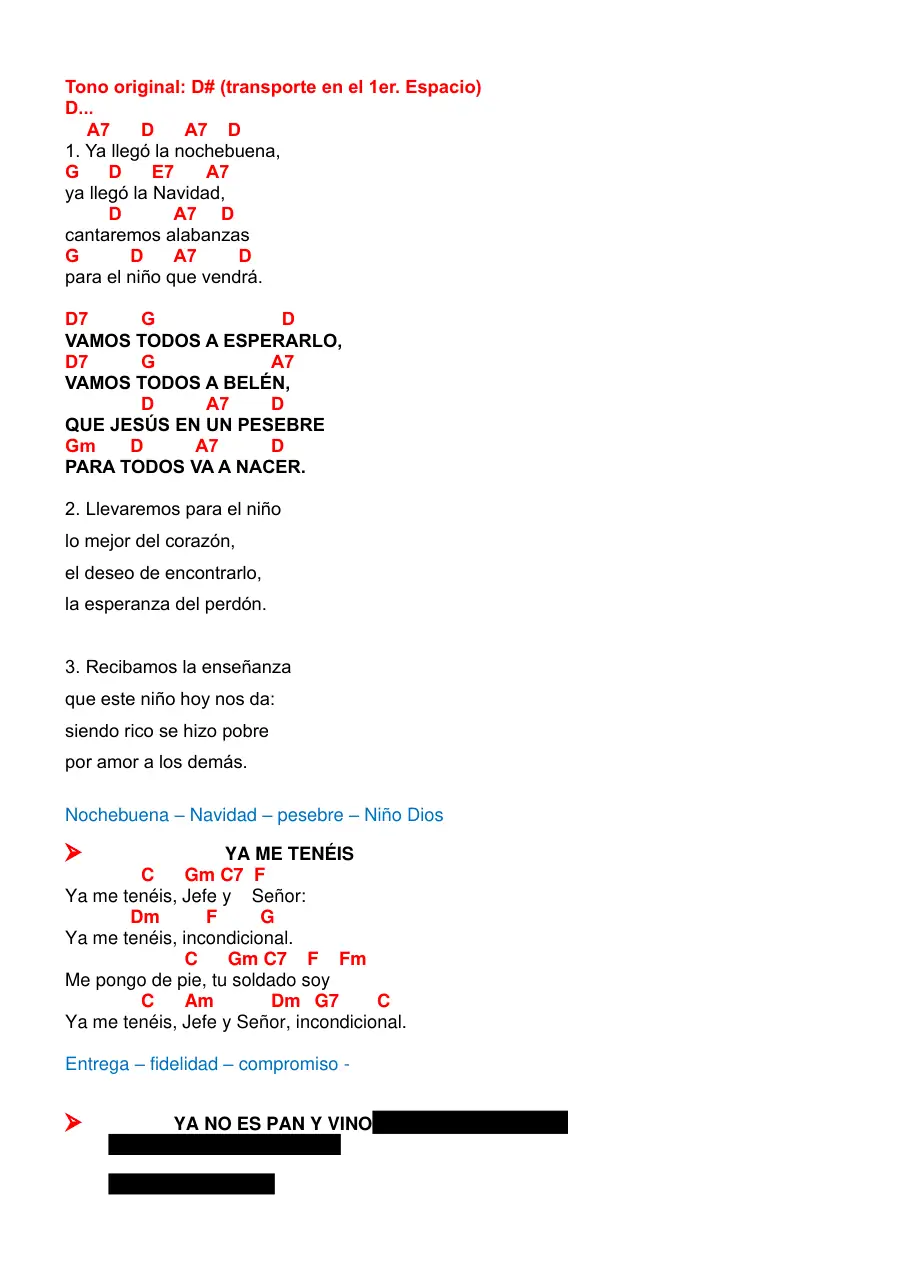 Tono original: D# (transporte en el 1er. Espacio)
D...
A7 D A7 D
1. Ya llegó la nochebuena,
G D E7 A7
ya llegó la Navidad,
D A7 D
cantaremos alabanzas
G D A7 D
para el niño que vendrá.
D7 G D
VAMOS TODOS A ESPERARLO,
D7 G A7
VAMOS TODOS A BELÉN,
D A7 D
QUE JESÚS EN UN PESEBRE
Gm D A7 D
PARA TODOS VA A NACER.
2. Llevaremos para el niño
lo mejor del corazón,
el deseo de encontrarlo,
la esperanza del perdón.
3. Recibamos la enseñanza
que este niño hoy nos da:
siendo rico se hizo pobre
por amor a los demás.
Nochebuena – Navidad – pesebre – Niño Dios
➢ YA ME TENÉIS
C Gm C7 F
Ya me tenéis, Jefe y Señor:
Dm F G
Ya me tenéis, incondicional.
C Gm C7 F Fm
Me pongo de pie, tu soldado soy
C Am Dm G7 C
Ya me tenéis, Jefe y Señor, incondicional.
Entrega – fidelidad – compromiso -
➢ YA NO ES PAN Y VINO